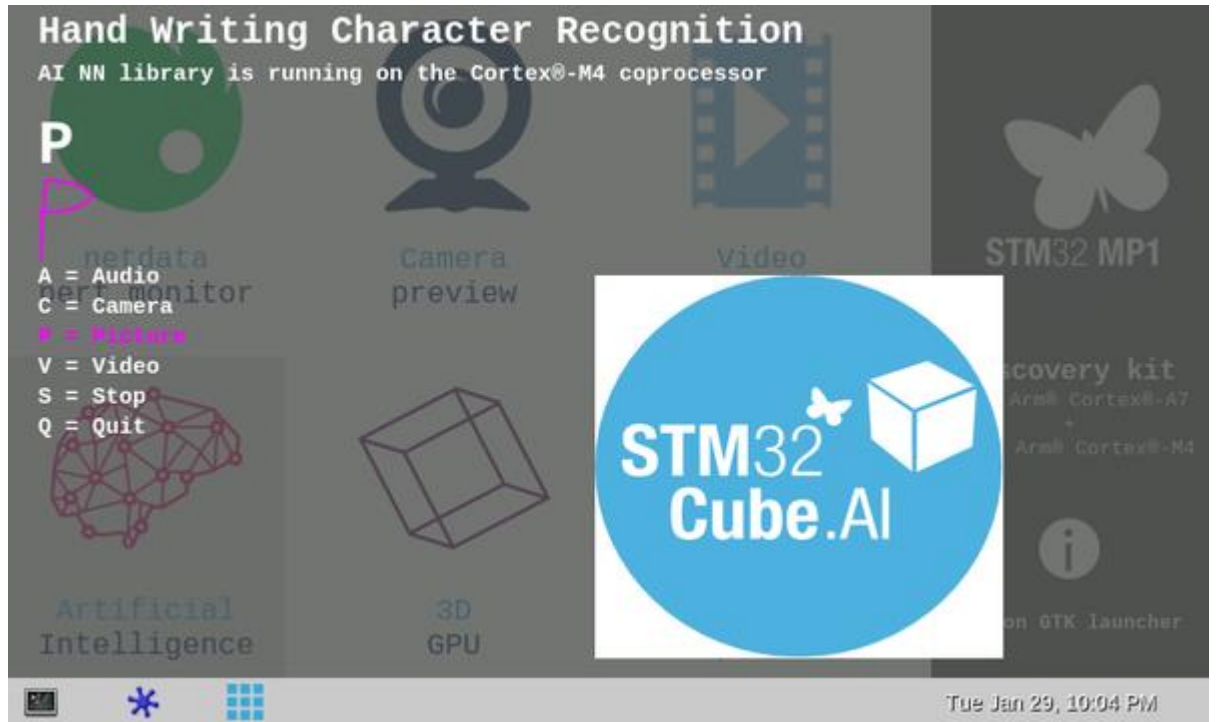 Hand Writing Character Recognition
AI NN library is running on the Cortex®-M4 coprocessor
P
A = Audio
C = Camera
P = Picture
V = Video
S = Stop
Q = Quit
netdata
perf monitor
Camera
preview
Video
Artificial
Intelligence
3D
GPU
STM32
Cube.AI
STM32 MP1
scovery kit
Arm® Cortex®-A7
+
Arm® Cortex®-M4
i
on GTK launcher
Tue Jan 29, 10:04 PM